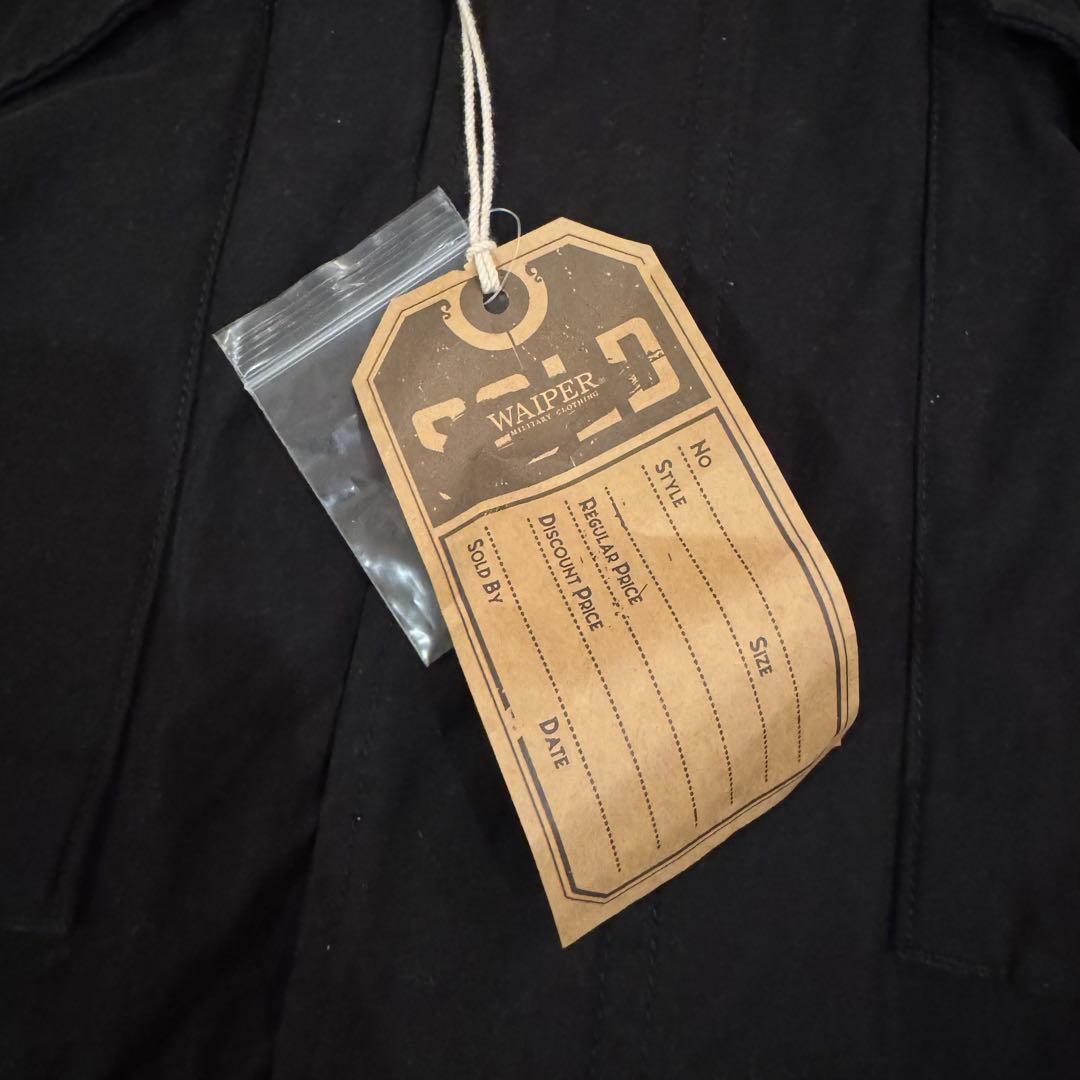 WAIPER®
MILITARY CLOTHING
NO
STYLE SIZE
REGULAR PRICE
DISCOUNT PRICE
SOLD BY DATE